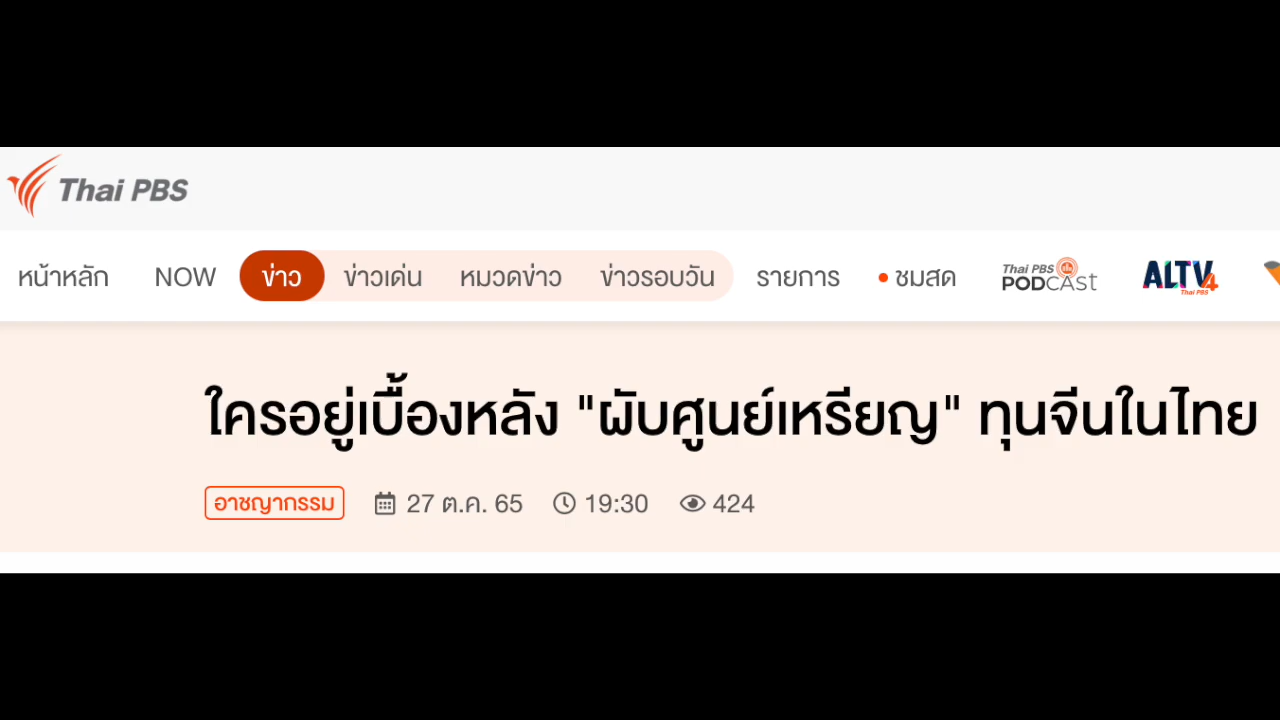 Thai PBS
หน้าหลัก NOW ข่าว ข่าวเด่น หมวดข่าว ข่าวรอบวัน รายการ ชมสด Thai PBS PODCAST ALTV4 Thai PBS
ใครอยู่เบื้องหลัง "ผับศูนย์เหรียญ" ทุนจีนในไทย
อาชญากรรม 27 ต.ค. 65 19:30 424